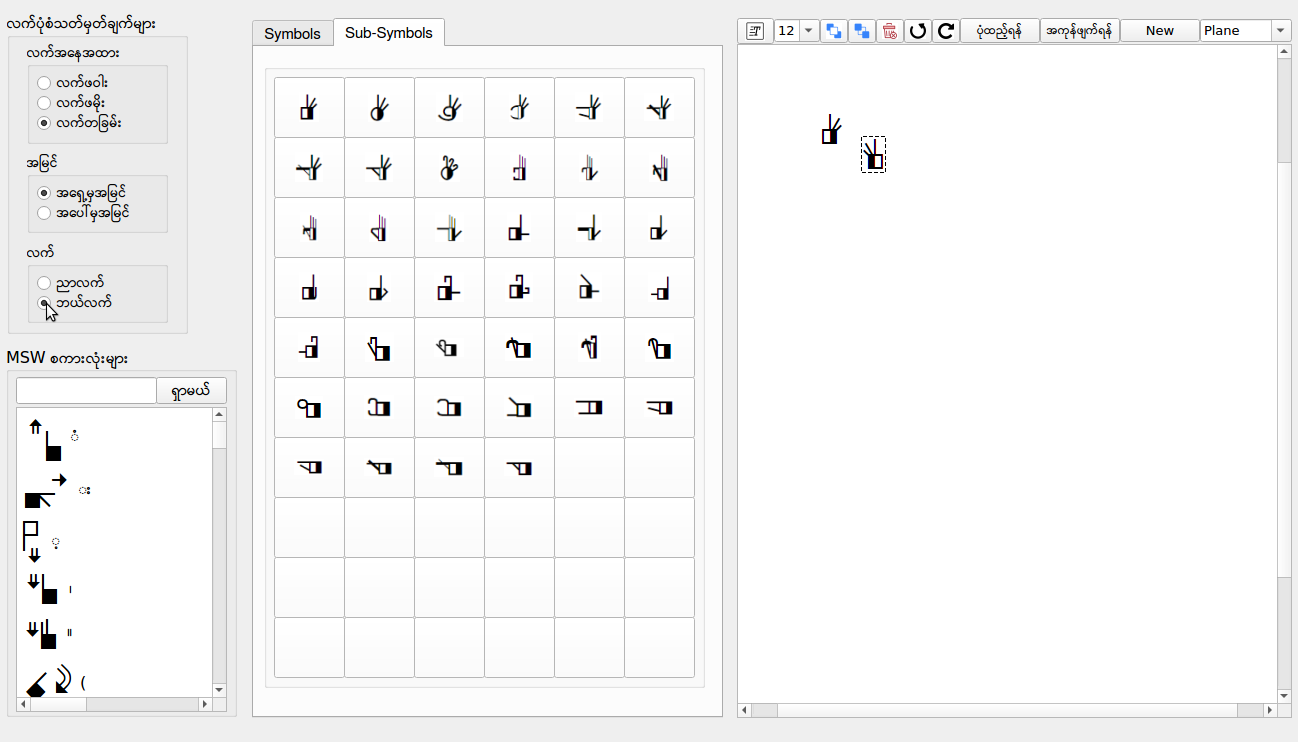 လက်ပုံစံသတ်မှတ်ချက်များ
လက်အနေအထား
လက်ဖဝါး
လက်ဖမိုး
လက်တခြမ်း
အမြင်
အရှေ့မှအမြင်
အပေါ်မှအမြင်
လက်
ညာလက်
ဘယ်လက်
MSW စကားလုံးများ
ရှာမယ်
ံ
း
့
၊
။
(
Symbols
Sub-Symbols
12
ပုံထည့်ရန်
အကုန်ဖျက်ရန်
New
Plane